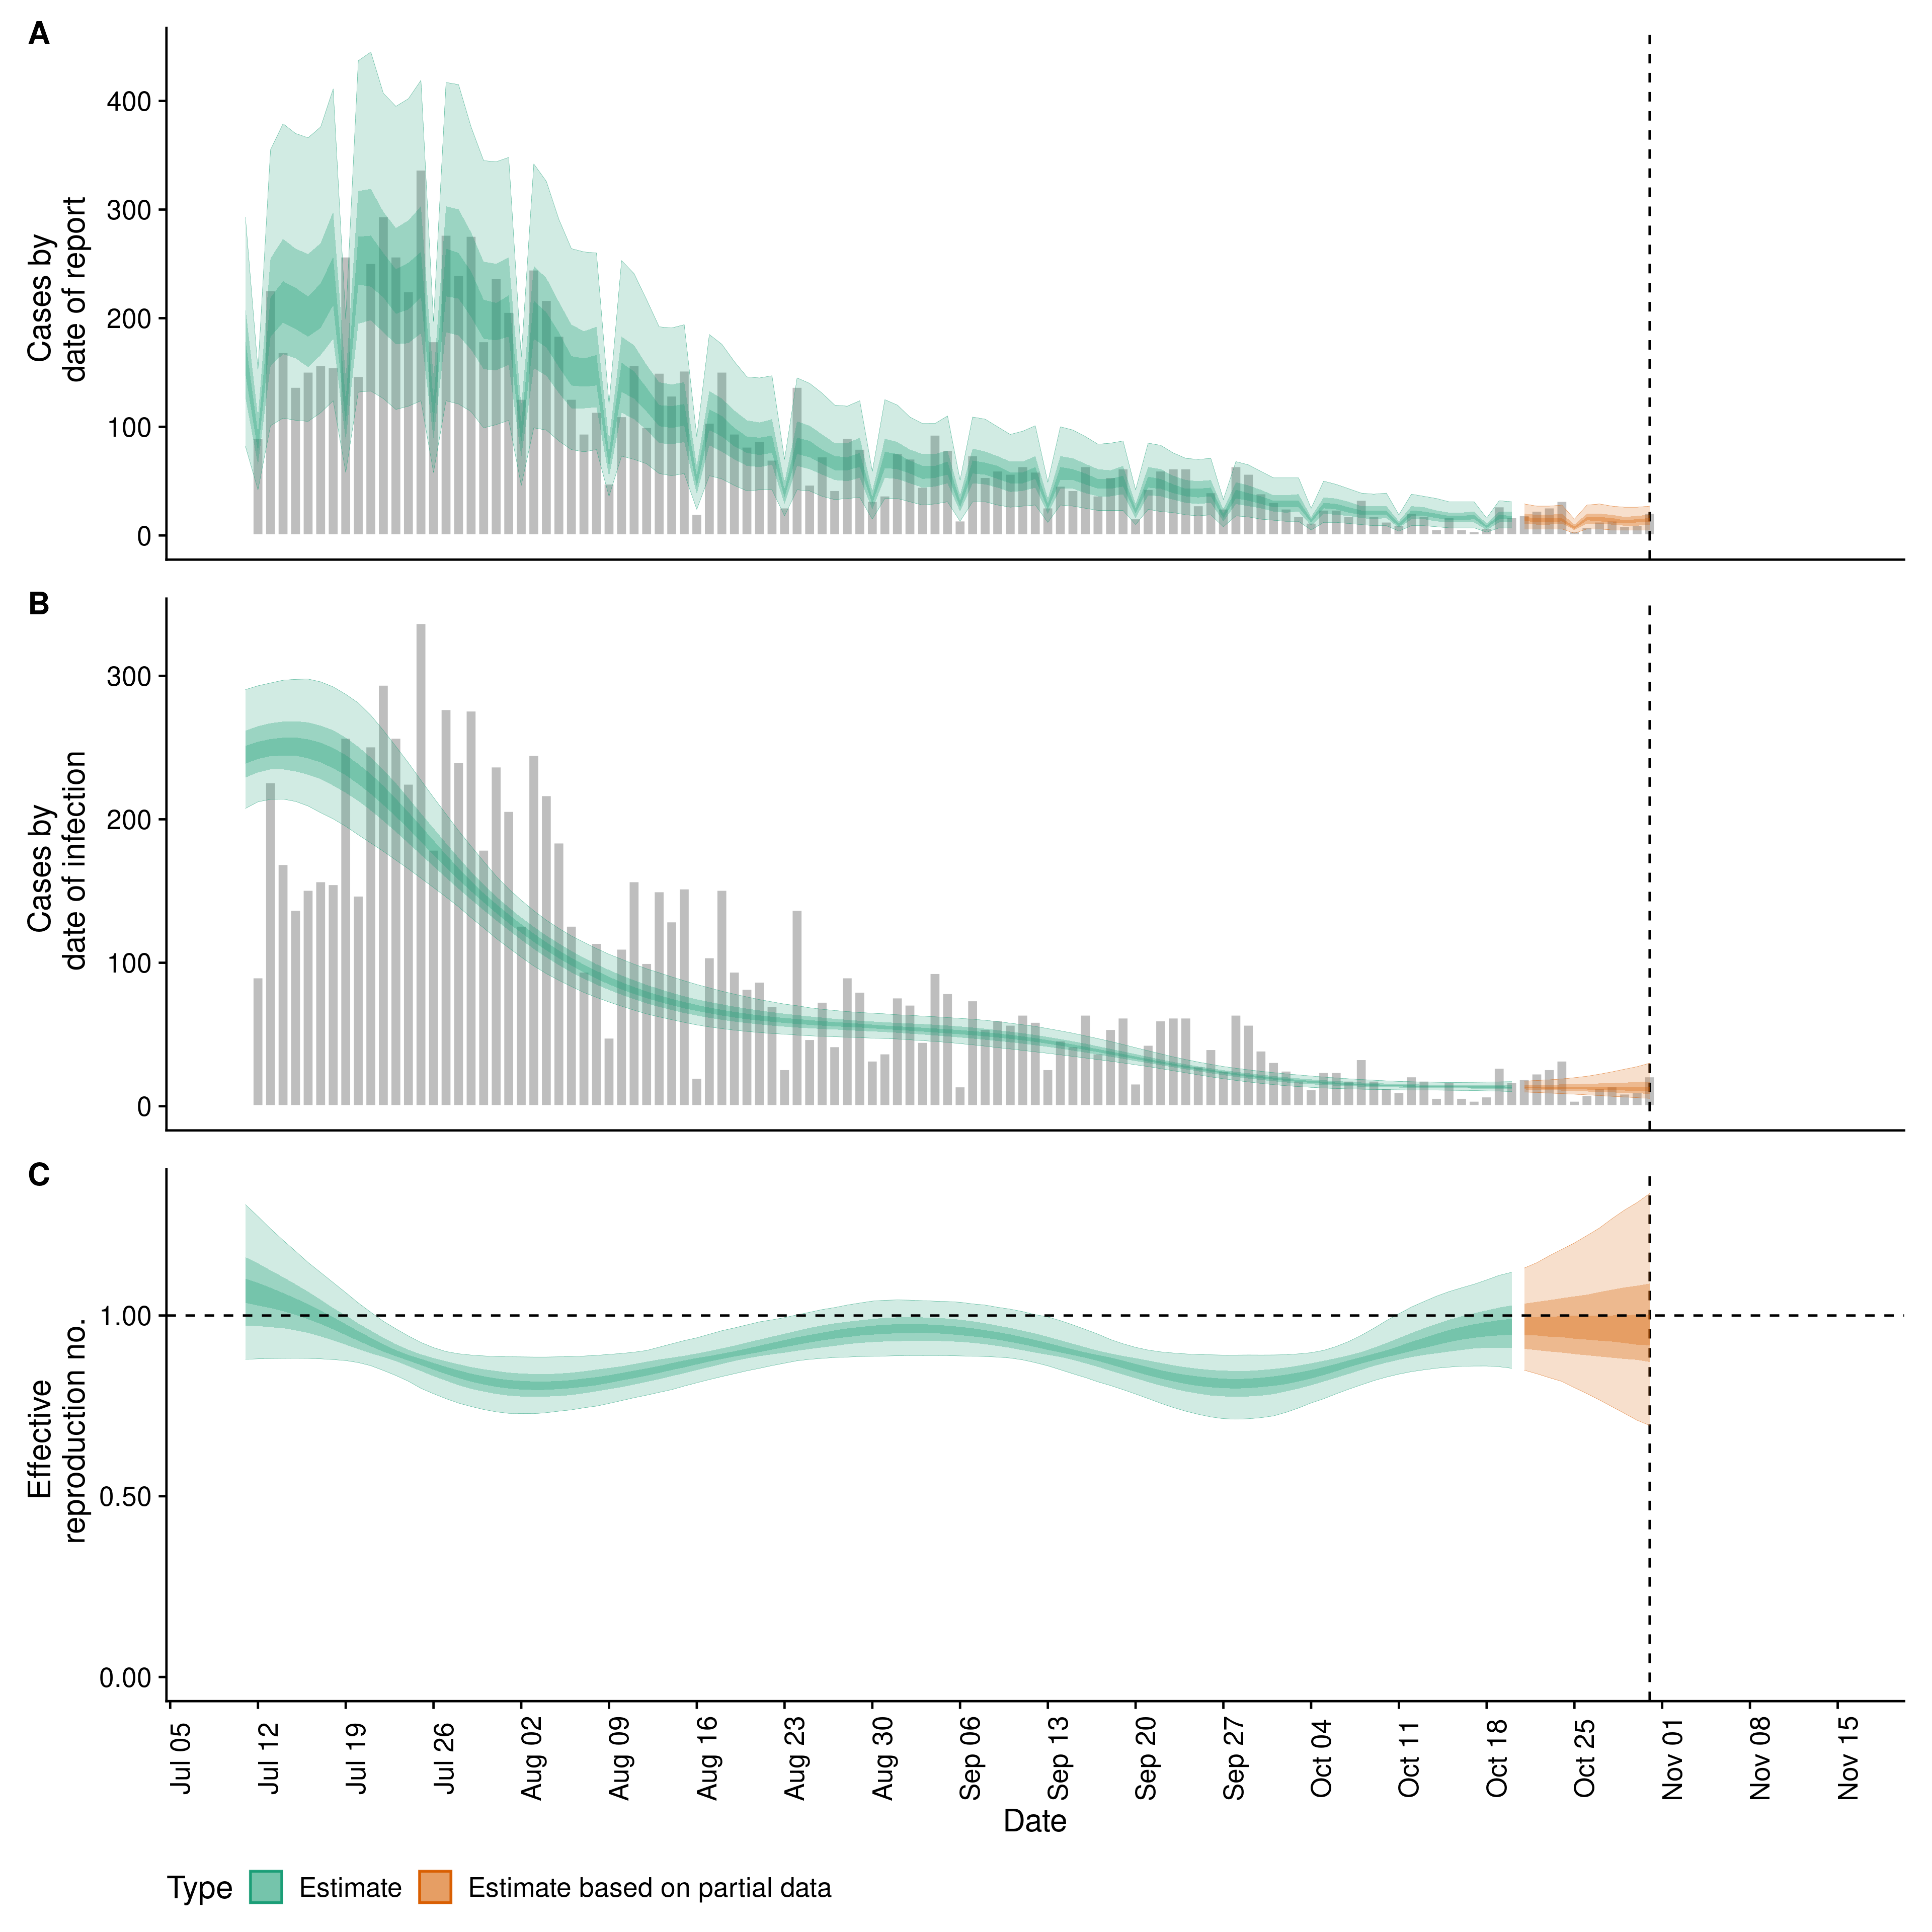 A
Cases by
date of report
400
300
200
100
0
B
Cases by
date of infection
300
200
100
0
C
Effective
reproduction no.
1.00
0.50
0.00
Jul 05
Jul 12
Jul 19
Jul 26
Aug 02
Aug 09
Aug 16
Aug 23
Aug 30
Sep 06
Sep 13
Sep 20
Sep 27
Oct 04
Oct 11
Oct 18
Oct 25
Nov 01
Nov 08
Nov 15
Date
Type Estimate Estimate based on partial data